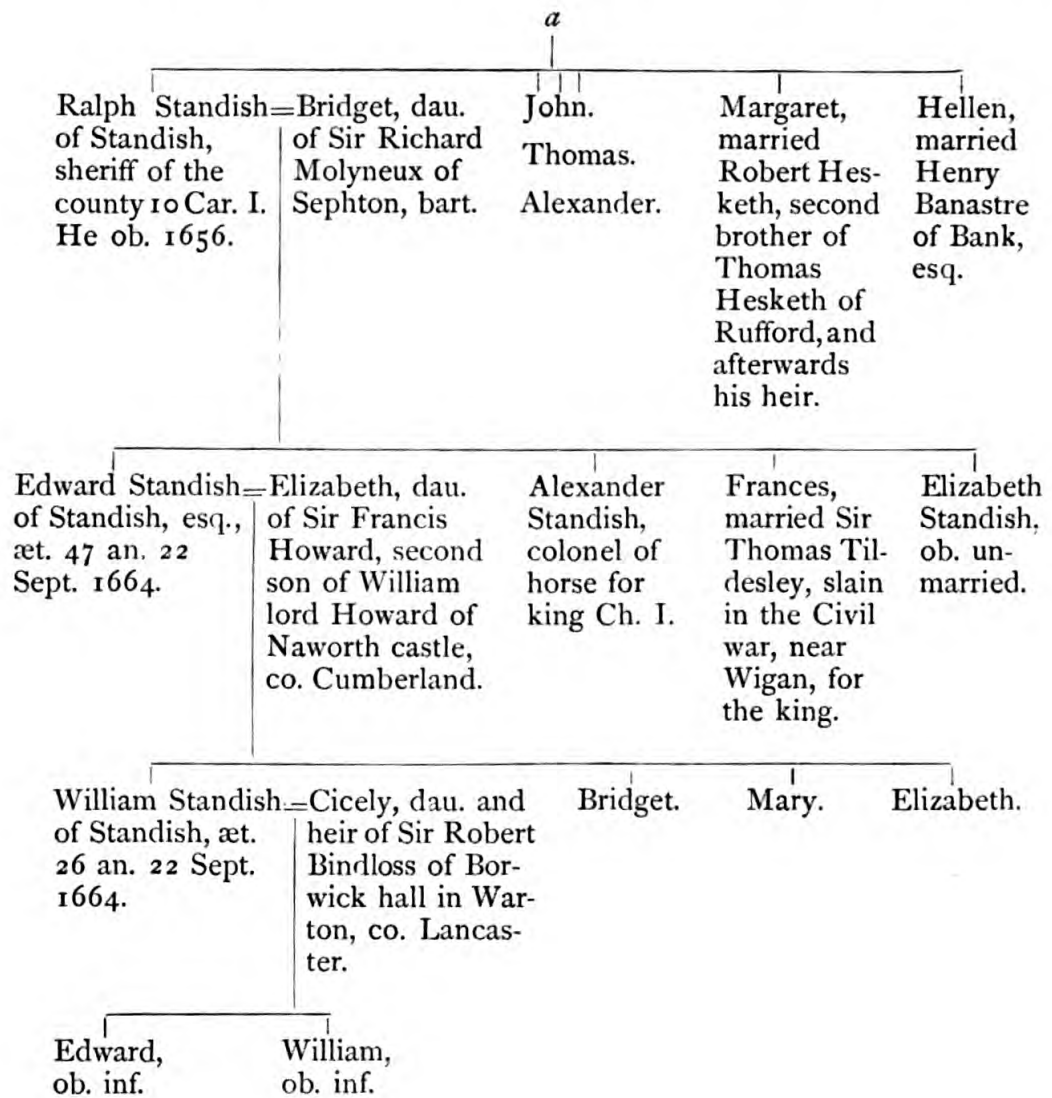 a
Ralph Standish=Bridget, dau.
of Standish,
sheriff of the
county 10 Car. I.
He ob. 1656.
of Sir Richard
Molyneux of
Sephton, bart.
John.
Thomas.
Alexander.
Margaret,
married
Robert Hes-
keth, second
brother of
Thomas
Hesketh of
Rufford, and
afterwards
his heir.
Hellen,
married
Henry
Banastre
of Bank,
esq.
Edward Standish=Elizabeth, dau.
of Standish, esq.,
æt. 47 an. 22
Sept. 1664.
of Sir Francis
Howard, second
son of William
lord Howard of
Naworth castle,
co. Cumberland.
Alexander
Standish,
colonel of
horse for
king Ch. I.
Frances,
married Sir
Thomas Til-
desley, slain
in the Civil
war, near
Wigan, for
the king.
Elizabeth
Standish,
ob. un-
married.
William Standish=Cicely, dau. and
of Standish, æt.
26 an. 22 Sept.
1664.
heir of Sir Robert
Bindloss of Bor-
wick hall in War-
ton, co. Lancas-
ter.
Bridget.
Mary.
Elizabeth.
Edward,
ob. inf.
William,
ob. inf.